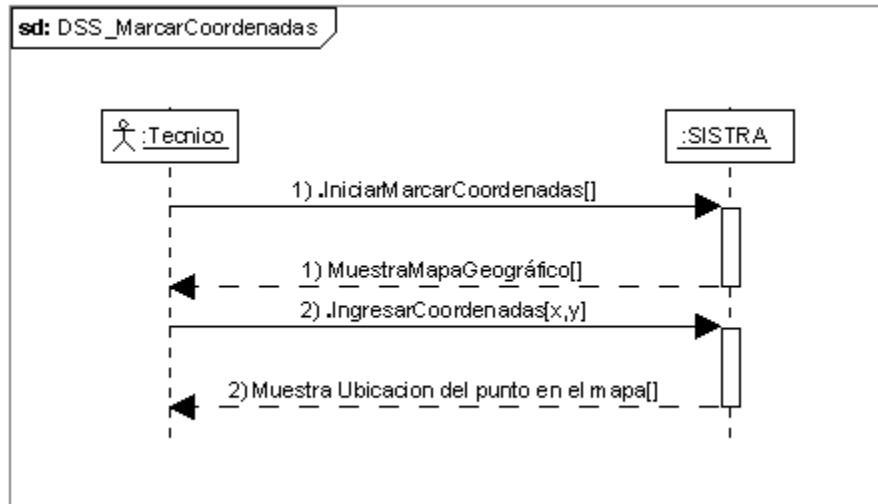 sd: DSS_MarcarCoordenadas
:Tecnico
:SISTRA
1) .IniciarMarcarCoordenadas[]
1) MuestraMapaGeográfico[]
2) .IngresarCoordenadas[x,y]
2) Muestra Ubicacion del punto en el mapa[]